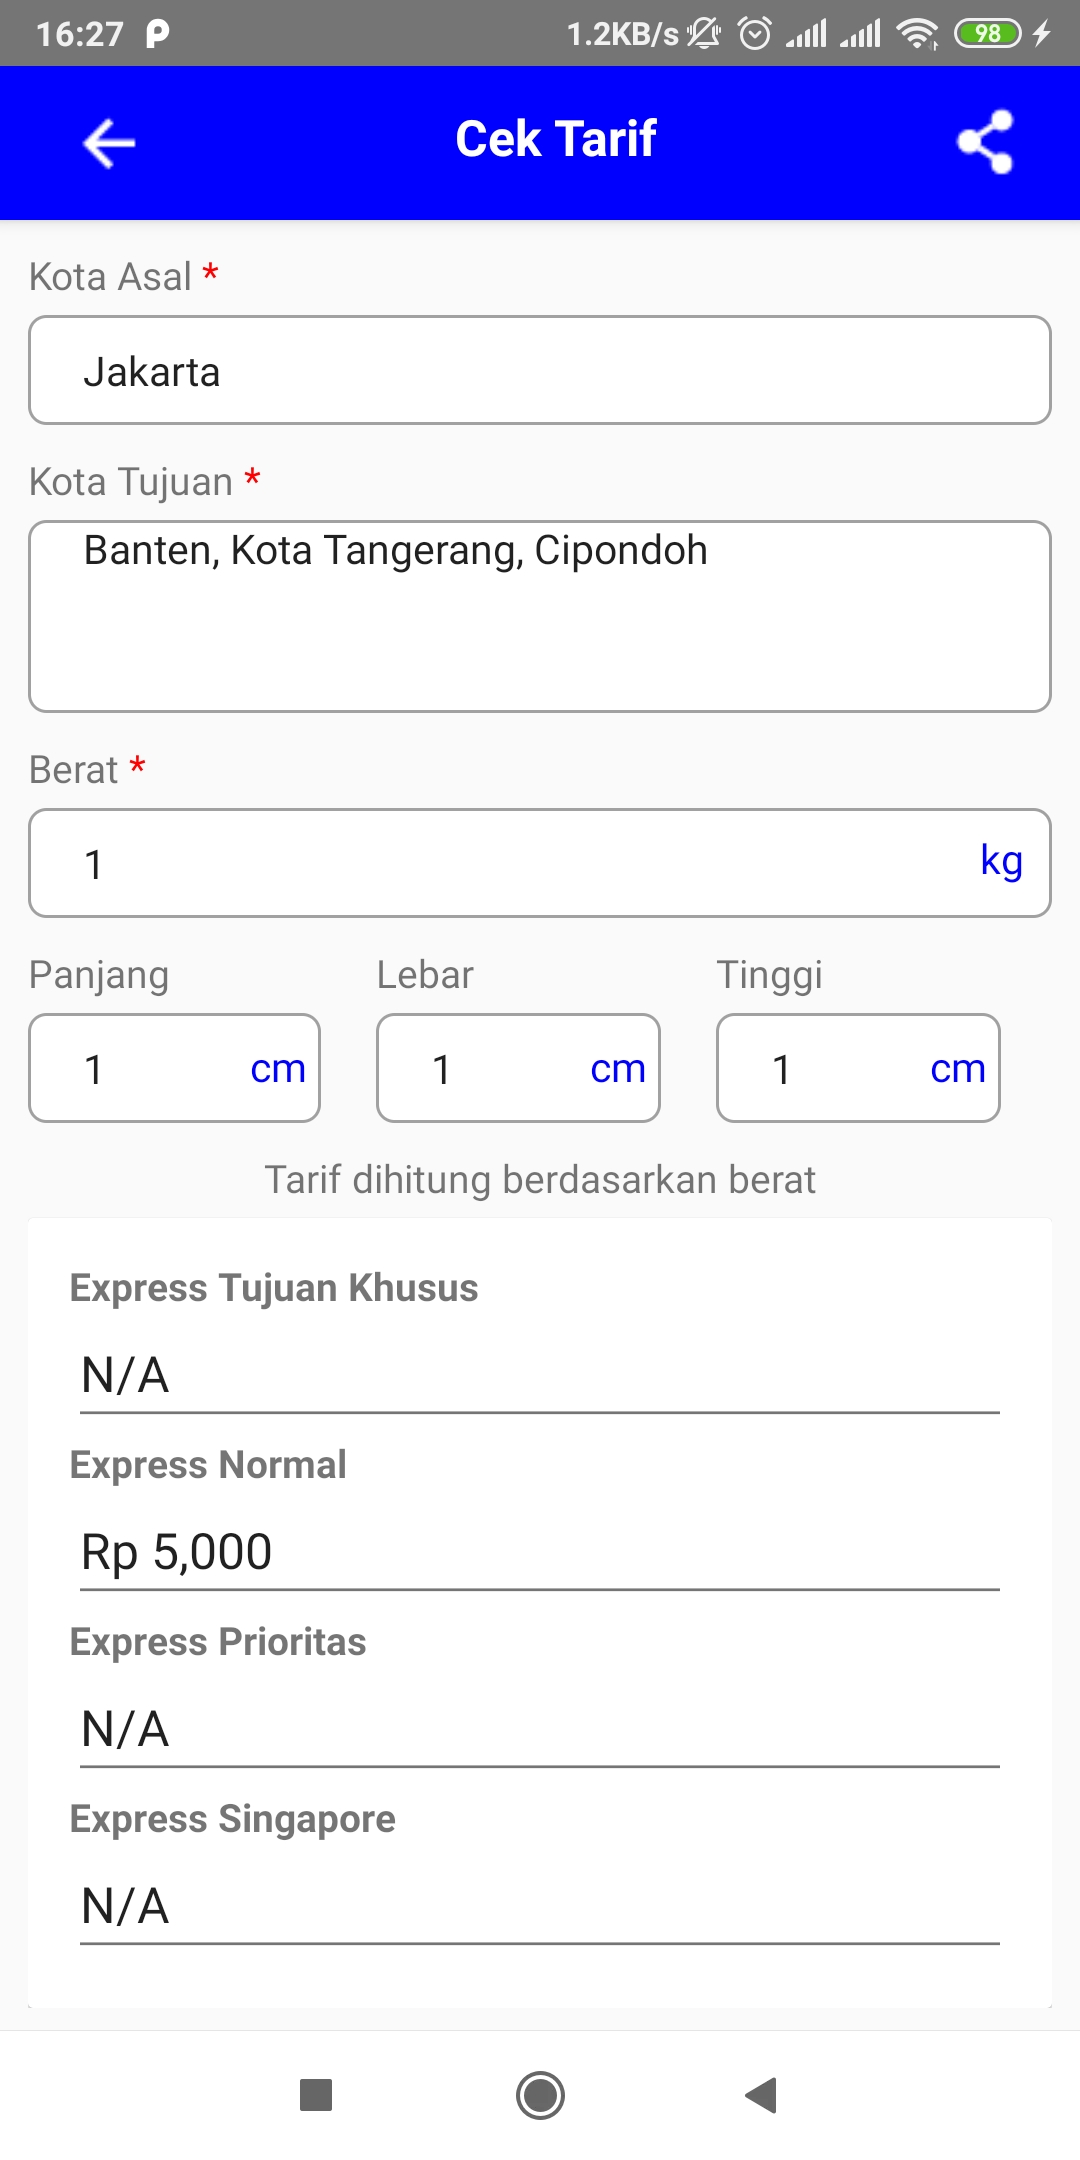 16:27 1.2KB/s 98
Cek Tarif
Kota Asal *
Jakarta
Kota Tujuan *
Banten, Kota Tangerang, Cipondoh
Berat *
1 kg
Panjang Lebar Tinggi
1 cm 1 cm 1 cm
Tarif dihitung berdasarkan berat
Express Tujuan Khusus
N/A
Express Normal
Rp 5,000
Express Prioritas
N/A
Express Singapore
N/A